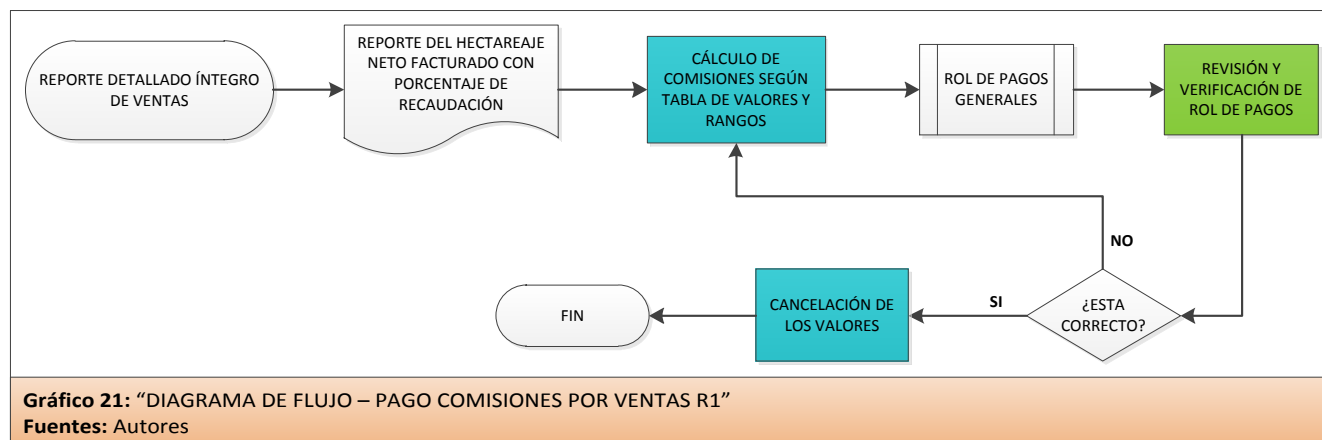 REPORTE DETALLADO ÍNTEGRO
DE VENTAS
REPORTE DEL HECTAREAJE
NETO FACTURADO CON
PORCENTAJE DE
RECAUDACIÓN
CÁLCULO DE
COMISIONES SEGÚN
TABLA DE VALORES Y
RANGOS
ROL DE PAGOS
GENERALES
REVISIÓN Y
VERIFICACIÓN DE
ROL DE PAGOS
NO
¿ESTA
CORRECTO?
SI
CANCELACIÓN DE
LOS VALORES
FIN
Gráfico 21: “DIAGRAMA DE FLUJO – PAGO COMISIONES POR VENTAS R1”
Fuentes: Autores